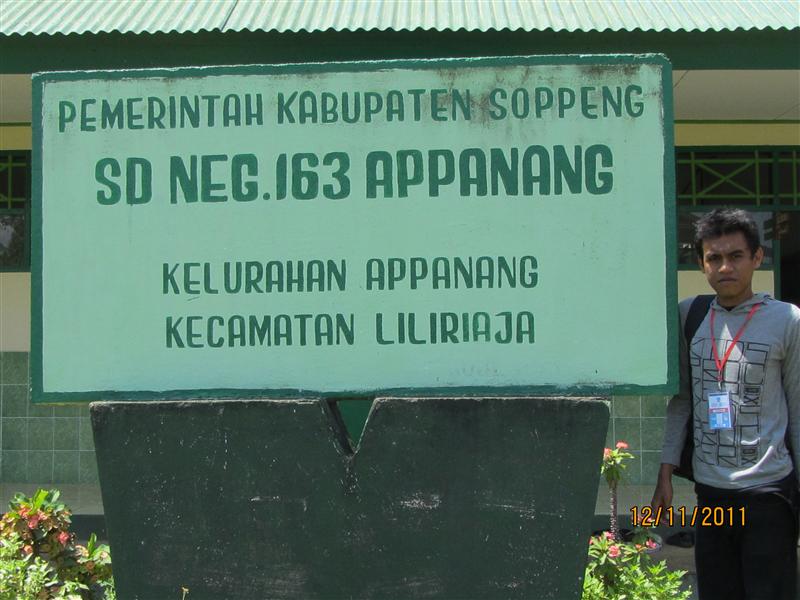 PEMERINTAH KABUPATEN SOPPENG
SD NEG.163 APPANANG
KELURAHAN APPANANG
KECAMATAN LILIRIAJA
12/11/2011